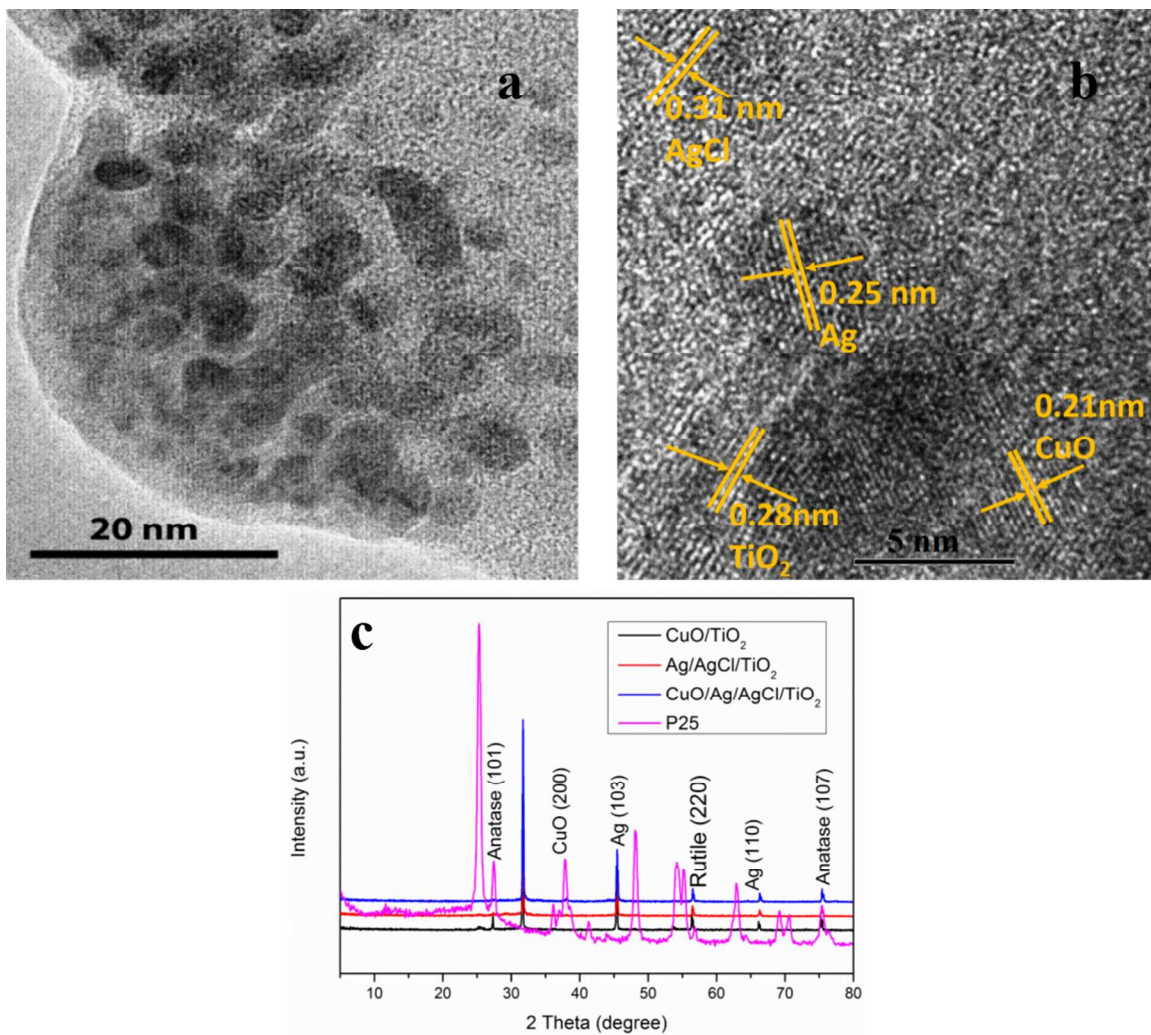 a
20 nm
b
0.31 nm
AgCl
0.25 nm
Ag
0.21nm
CuO
0.28nm
TiO₂
5 nm
c
CuO/TiO₂
Ag/AgCl/TiO₂
CuO/Ag/AgCl/TiO₂
P25
Intensity (a.u.)
Anatase (101)
CuO (200)
Ag (103)
Rutile (220)
Ag (110)
Anatase (107)
10 20 30 40 50 60 70 80
2 Theta (degree)